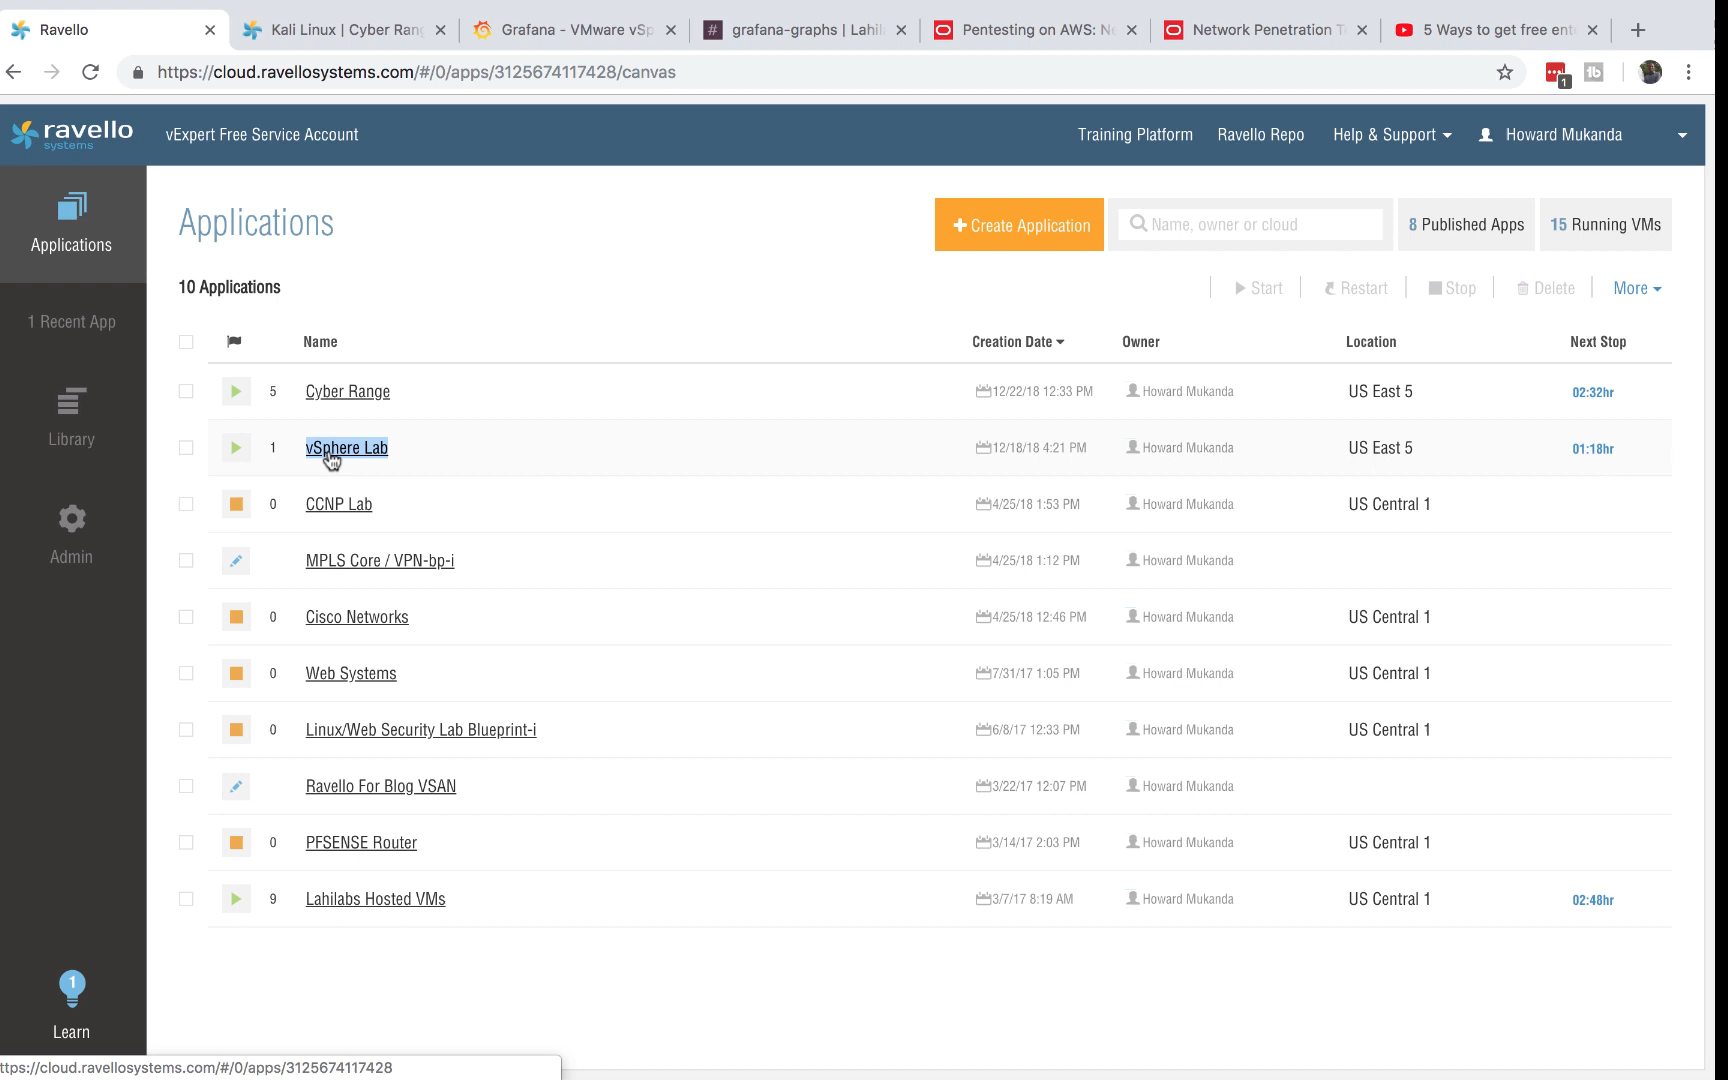 Ravello
Kali Linux | Cyber Rang
Grafana - VMware vSp
grafana-graphs | Lahila
Pentesting on AWS: Ne
Network Penetration T
5 Ways to get free ente
https://cloud.ravellosystems.com/#/0/apps/3125674117428/canvas
1
ravello
systems
vExpert Free Service Account
Training Platform
Ravello Repo
Help & Support
Howard Mukanda
Applications
1 Recent App
Library
Admin
1
Learn
Applications
+ Create Application
Name, owner or cloud
8 Published Apps
15 Running VMs
10 Applications
Start
Restart
Stop
Delete
More
Name Creation Date Owner Location Next Stop
5 Cyber Range 12/22/18 12:33 PM Howard Mukanda US East 5 02:32hr
1 vSphere Lab 12/18/18 4:21 PM Howard Mukanda US East 5 01:18hr
0 CCNP Lab 4/25/18 1:53 PM Howard Mukanda US Central 1
MPLS Core / VPN-bp-i 4/25/18 1:12 PM Howard Mukanda
0 Cisco Networks 4/25/18 12:46 PM Howard Mukanda US Central 1
0 Web Systems 7/31/17 1:05 PM Howard Mukanda US Central 1
0 Linux/Web Security Lab Blueprint-i 6/8/17 12:33 PM Howard Mukanda US Central 1
Ravello For Blog VSAN 3/22/17 12:07 PM Howard Mukanda
0 PFSENSE Router 3/14/17 2:03 PM Howard Mukanda US Central 1
9 Lahilabs Hosted VMs 3/7/17 8:19 AM Howard Mukanda US Central 1 02:48hr
ttps://cloud.ravellosystems.com/#/0/apps/3125674117428